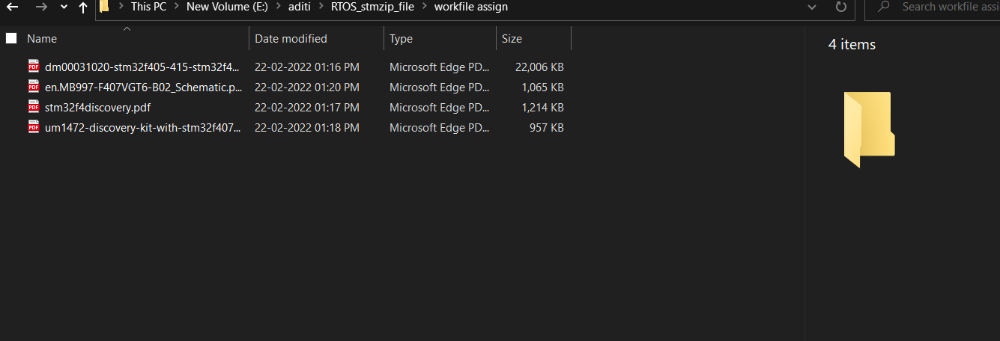 This PC > New Volume (E:) > aditi > RTOS_stmzip_file > workfile assign
Search workfile assi
Name Date modified Type Size
dm00031020-stm32f405-415-stm32f4... 22-02-2022 01:16 PM Microsoft Edge PD... 22,006 KB
en.MB997-F407VGT6-B02_Schematic.p... 22-02-2022 01:20 PM Microsoft Edge PD... 1,065 KB
stm32f4discovery.pdf 22-02-2022 01:17 PM Microsoft Edge PD... 1,214 KB
um1472-discovery-kit-with-stm32f407... 22-02-2022 01:18 PM Microsoft Edge PD... 957 KB
PDF
PDF
PDF
PDF
4 items